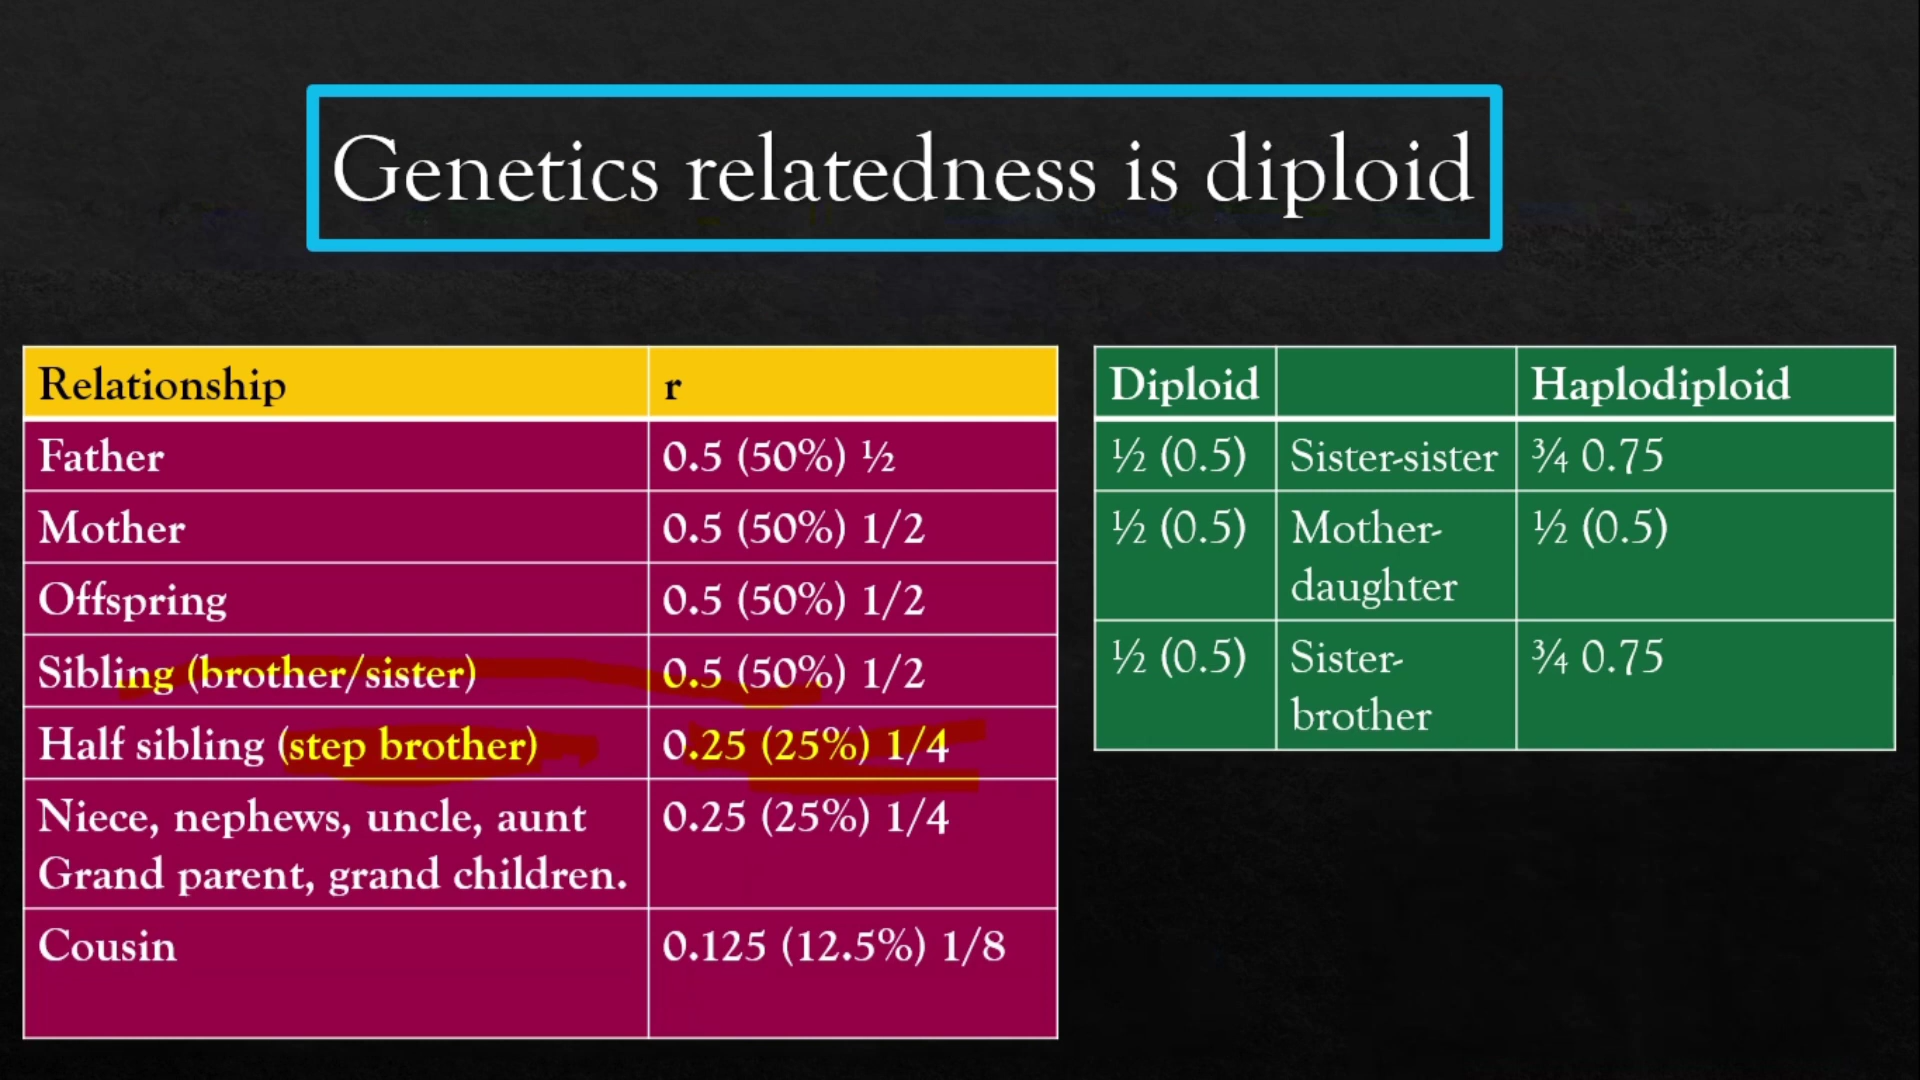 Genetics relatedness is diploid
Relationship r
Father 0.5 (50%) ½
Mother 0.5 (50%) 1/2
Offspring 0.5 (50%) 1/2
Sibling (brother/sister) 0.5 (50%) 1/2
Half sibling (step brother) 0.25 (25%) 1/4
Niece, nephews, uncle, aunt 0.25 (25%) 1/4
Grand parent, grand children.
Cousin 0.125 (12.5%) 1/8
Diploid Haplodiploid
½ (0.5) Sister-sister ¾ 0.75
½ (0.5) Mother- ½ (0.5)
daughter
½ (0.5) Sister- ¾ 0.75
brother